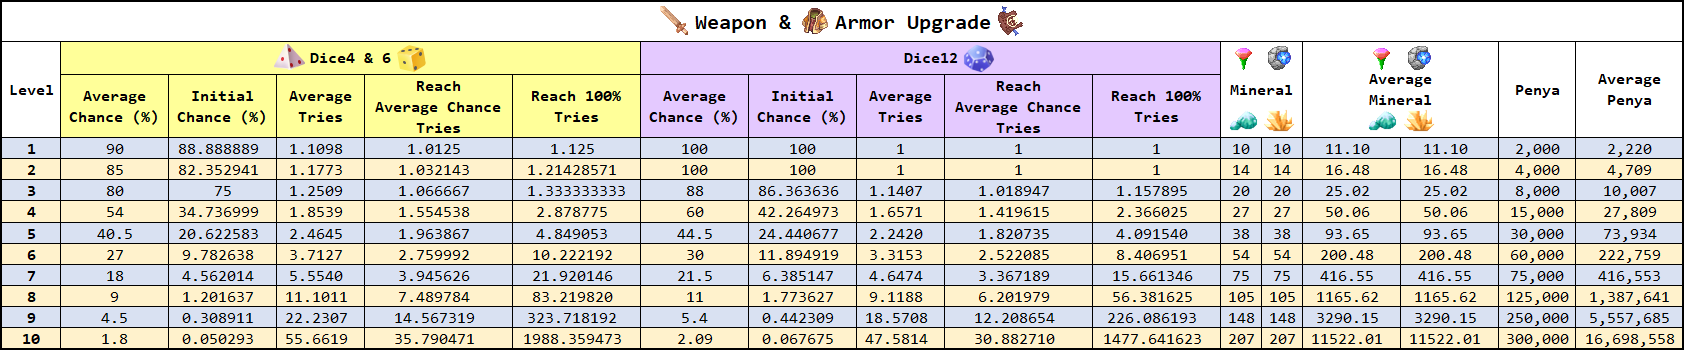 Weapon & Armor Upgrade
Level
Dice4 & 6
Dice12
Mineral
Average
Mineral
Penya
Average
Penya
Average
Chance (%)
Initial
Chance (%)
Average
Tries
Reach
Average Chance
Tries
Reach 100%
Tries
Average
Chance (%)
Initial
Chance (%)
Average
Tries
Reach
Average Chance
Tries
Reach 100%
Tries
1 90 88.888889 1.1098 1.0125 1.125 100 100 1 1 1 10 10 11.10 11.10 2,000 2,220
2 85 82.352941 1.1773 1.032143 1.21428571 100 100 1 1 1 14 14 16.48 16.48 4,000 4,709
3 80 75 1.2509 1.066667 1.333333333 88 86.363636 1.1407 1.018947 1.157895 20 20 25.02 25.02 8,000 10,007
4 54 34.736999 1.8539 1.554538 2.878775 60 42.264973 1.6571 1.419615 2.366025 27 27 50.06 50.06 15,000 27,809
5 40.5 20.622583 2.4645 1.963867 4.849053 44.5 24.440677 2.2420 1.820735 4.091540 38 38 93.65 93.65 30,000 73,934
6 27 9.782638 3.7127 2.759992 10.222192 30 11.894919 3.3153 2.522085 8.406951 54 54 200.48 200.48 60,000 222,759
7 18 4.562014 5.5540 3.945626 21.920146 21.5 6.385147 4.6474 3.367189 15.661346 75 75 416.55 416.55 75,000 416,553
8 9 1.201637 11.1011 7.489784 83.219820 11 1.773627 9.1188 6.201979 56.381625 105 105 1165.62 1165.62 125,000 1,387,641
9 4.5 0.308911 22.2307 14.567319 323.718192 5.4 0.442309 18.5708 12.208654 226.086193 148 148 3290.15 3290.15 250,000 5,557,685
10 1.8 0.050293 55.6619 35.790471 1988.359473 2.09 0.067675 47.5814 30.882710 1477.641623 207 207 11522.01 11522.01 300,000 16,698,558